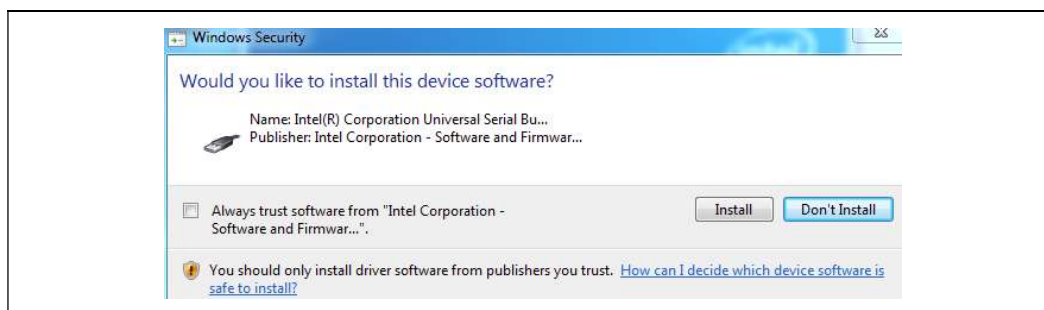 Windows Security
Would you like to install this device software?
Name: Intel(R) Corporation Universal Serial Bu...
Publisher: Intel Corporation - Software and Firmwar...
Always trust software from "Intel Corporation -
Software and Firmwar...".
Install
Don't Install
You should only install driver software from publishers you trust. How can I decide which device software is
safe to install?